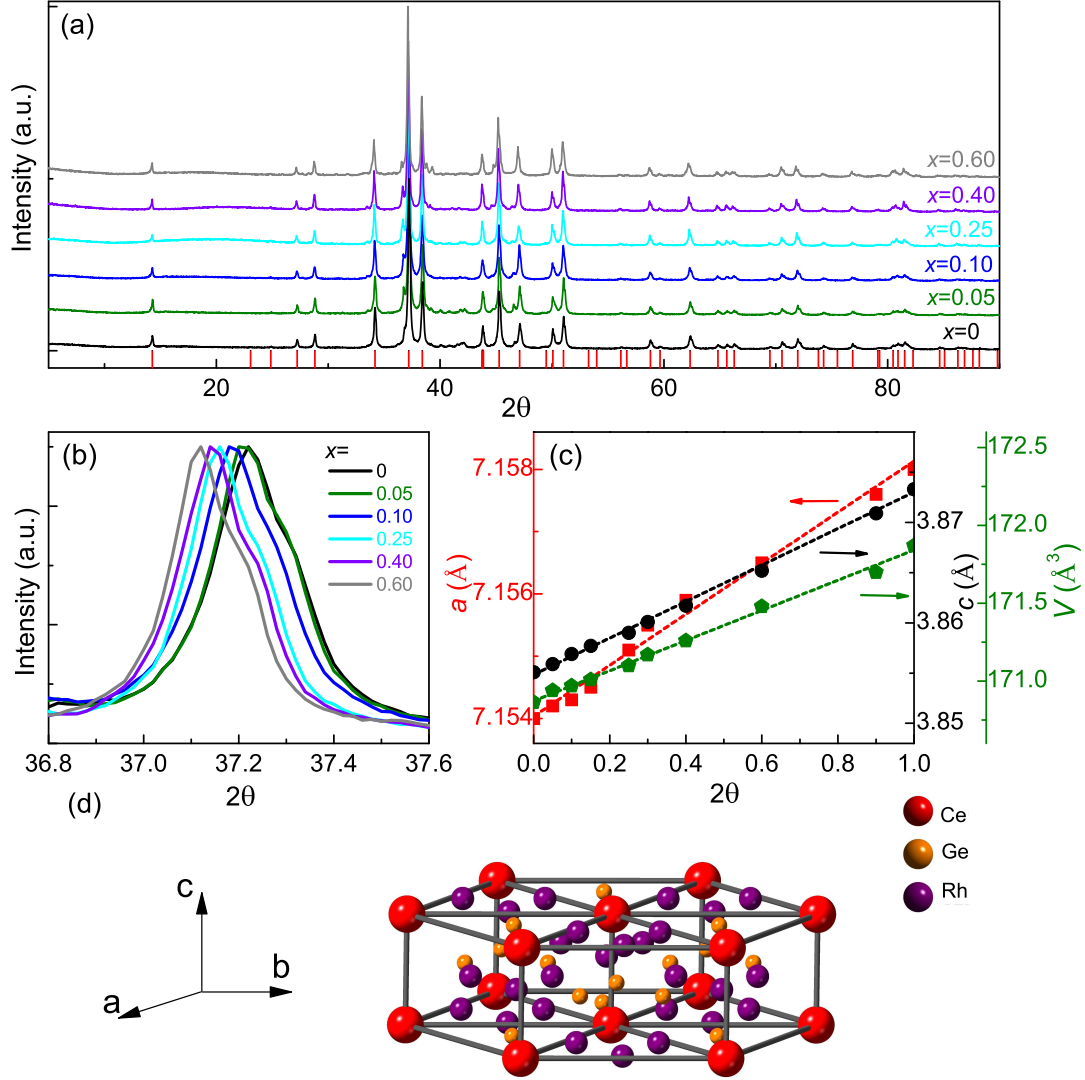 (a)
Intensity (a.u.)
x=0.60
x=0.40
x=0.25
x=0.10
x=0.05
x=0
20 40 60 80
2θ
(b)
x=
0
0.05
0.10
0.25
0.40
0.60
Intensity (a.u.)
36.8 37.0 37.2 37.4 37.6
2θ
(c)
7.158
7.156
7.154
a (Å)
3.87
3.86
3.85
c (Å)
172.5
172.0
171.5
171.0
V (Å³)
0.0 0.2 0.4 0.6 0.8 1.0
2θ
(d)
c
b
a
Ce
Ge
Rh